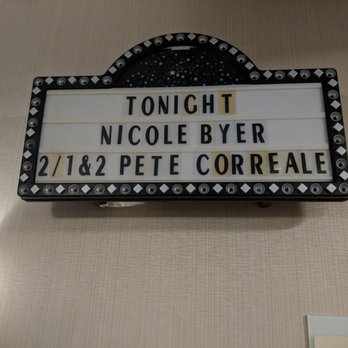 TONIGHT
NICOLE BYER
2/1&2 PETE CORREALE